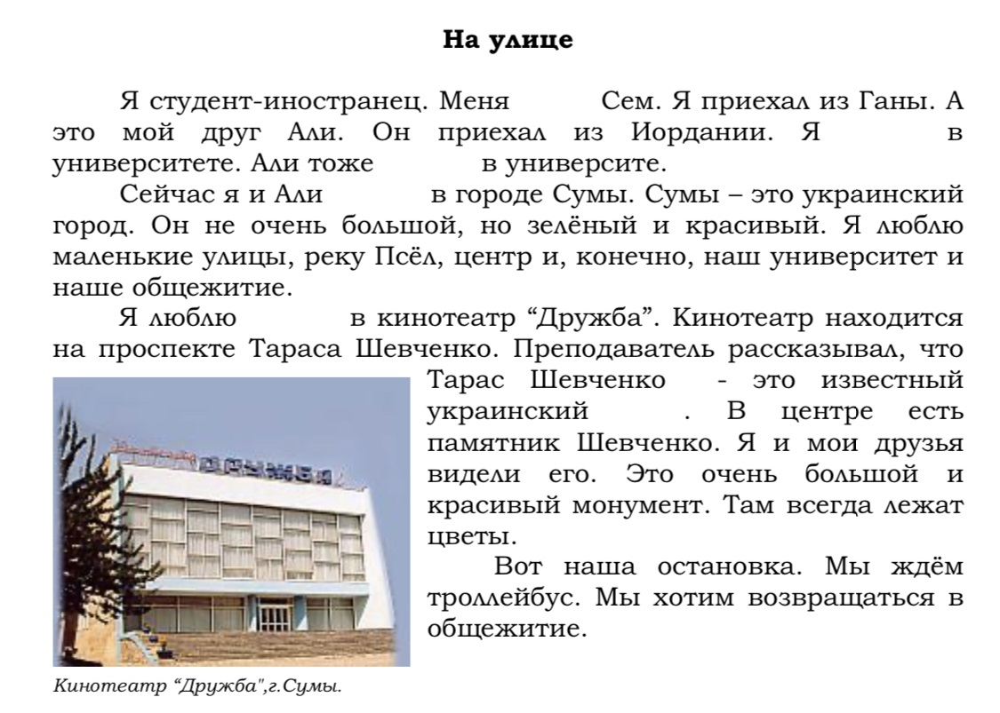 На улице
Я студент-иностранец. Меня Сем. Я приехал из Ганы. А
это мой друг Али. Он приехал из Иордании. Я в
университете. Али тоже в университе.
Сейчас я и Али в городе Сумы. Сумы – это украинский
город. Он не очень большой, но зелёный и красивый. Я люблю
маленькие улицы, реку Псёл, центр и, конечно, наш университет и
наше общежитие.
Я люблю в кинотеатр “Дружба”. Кинотеатр находится
на проспекте Тараса Шевченко. Преподаватель рассказывал, что
Тарас Шевченко - это известный
украинский . В центре есть
памятник Шевченко. Я и мои друзья
видели его. Это очень большой и
красивый монумент. Там всегда лежат
цветы.
Вот наша остановка. Мы ждём
троллейбус. Мы хотим возвращаться в
общежитие.
ДРУЖБА
Кинотеатр “Дружба",г.Сумы.